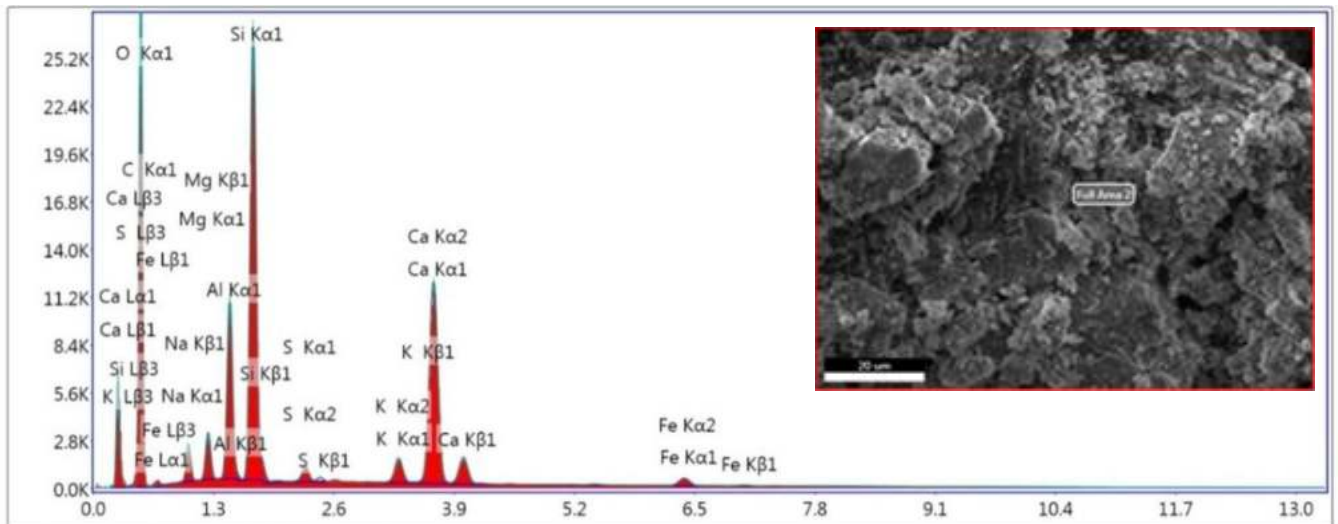 25.2K
22.4K
19.6K
16.8K
14.0K
11.2K
8.4K
5.6K
2.8K
0.0K
O Kα1
C Kα1
Ca Lβ3
S Lβ3
Fe Lβ1
Ca Lα1
Ca Lβ1
Si Lβ3
K Lβ3
Fe Lβ3
Fe Lα1
Mg Kβ1
Mg Kα1
Na Kβ1
Na Kα1
Si Kα1
Al Kα1
Si Kβ1
Al Kβ1
S Kα1
S Kα2
S Kβ1
Ca Kα2
Ca Kα1
K Kβ1
K Kα2
K Kα1
Ca Kβ1
Fe Kα2
Fe Kα1
Fe Kβ1
0.0 1.3 2.6 3.9 5.2 6.5 7.8 9.1 10.4 11.7 13.0
Full Area 2
20 um